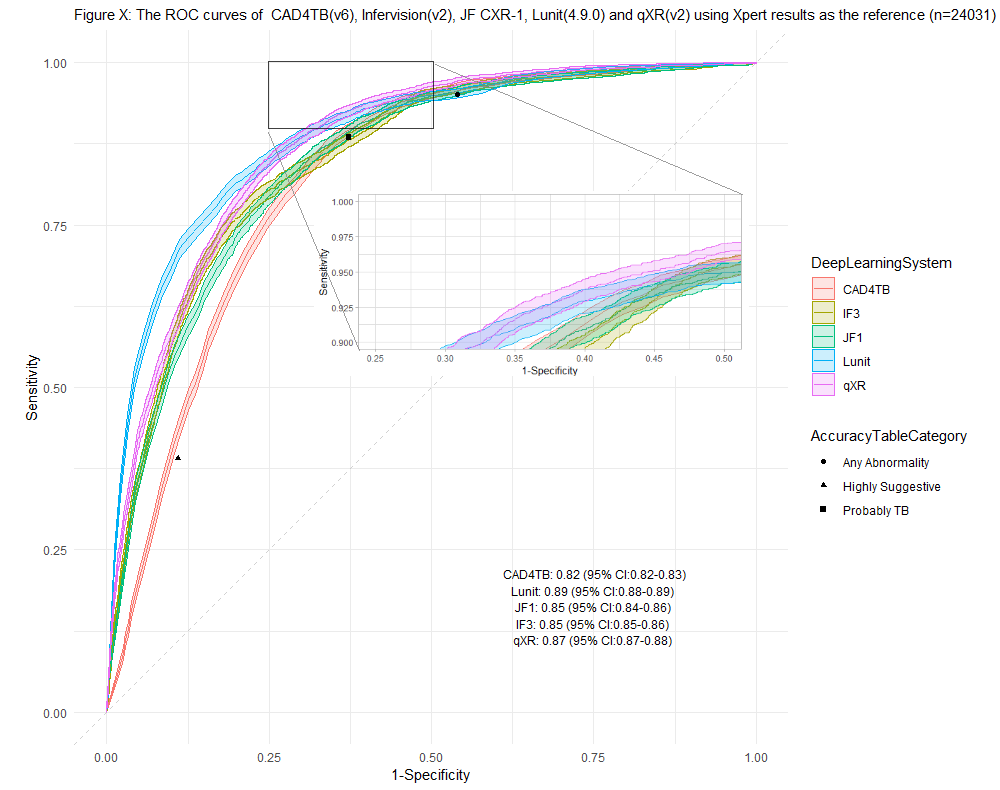 Figure X: The ROC curves of  CAD4TB(v6), Infervision(v2), JF CXR-1, Lunit(4.9.0) and qXR(v2) using Xpert results as the reference (n=24031)
1.00
0.75
0.50
0.25
0.00
Sensitivity
0.00
0.25
0.50
0.75
1.00
1-Specificity
1.000
0.975
0.950
0.925
0.900
Sensitivity
0.25
0.30
0.35
0.40
0.45
0.50
1-Specificity
CAD4TB: 0.82 (95% CI:0.82-0.83)
Lunit: 0.89 (95% CI:0.88-0.89)
JF1: 0.85 (95% CI:0.84-0.86)
IF3: 0.85 (95% CI:0.85-0.86)
qXR: 0.87 (95% CI:0.87-0.88)
DeepLearningSystem
CAD4TB
IF3
JF1
Lunit
qXR
AccuracyTableCategory
Any Abnormality
Highly Suggestive
Probably TB